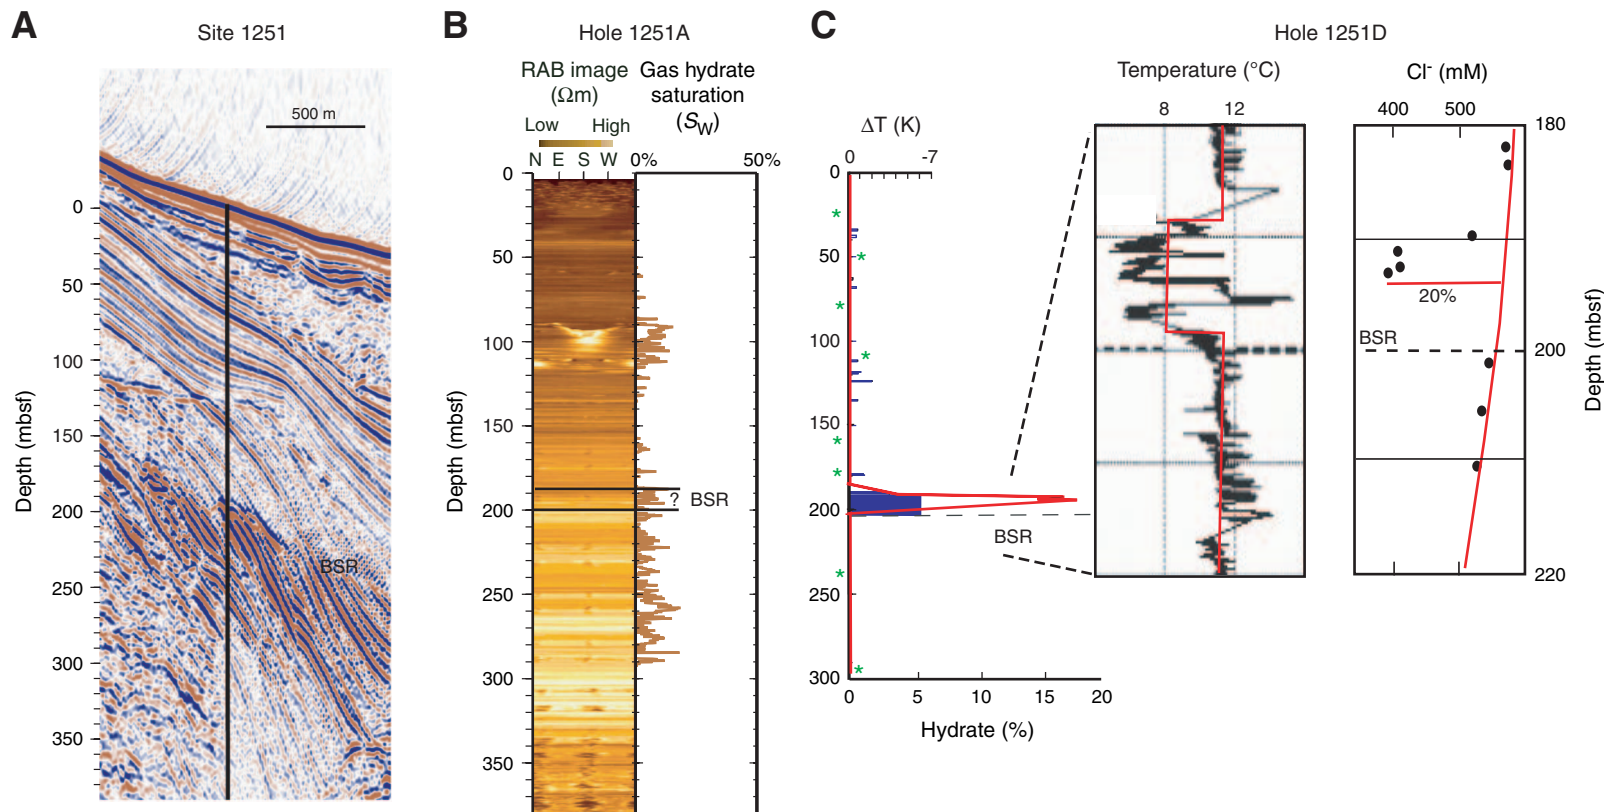 A
Site 1251
500 m
Depth (mbsf)
0
50
100
150
200
250
300
350
BSR
B
Hole 1251A
RAB image
(Ωm)
Low High
N E S W
Gas hydrate
saturation
(SW)
0% 50%
Depth (mbsf)
0
50
100
150
200
250
300
350
? BSR
C
Hole 1251D
ΔT (K)
0 -7
0
50
100
150
200
250
300
* * * * * * * *
BSR
0 5 10 15 20
Hydrate (%)
Temperature (°C)
8 12
Cl- (mM)
400 500
180
20%
BSR
200
220
Depth (mbsf)